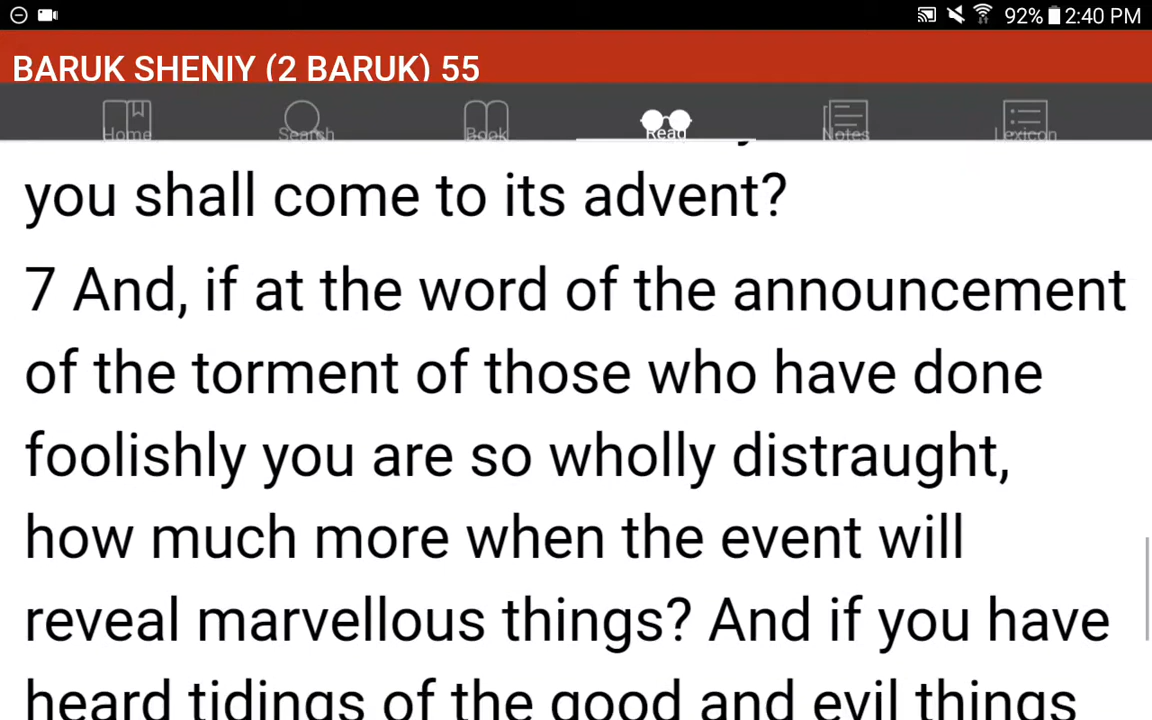 92% 2:40 PM
BARUK SHENIY (2 BARUK) 55
Home Search Book Read Notes Lexicon
you shall come to its advent?
7 And, if at the word of the announcement
of the torment of those who have done
foolishly you are so wholly distraught,
how much more when the event will
reveal marvellous things? And if you have
heard tidings of the good and evil things